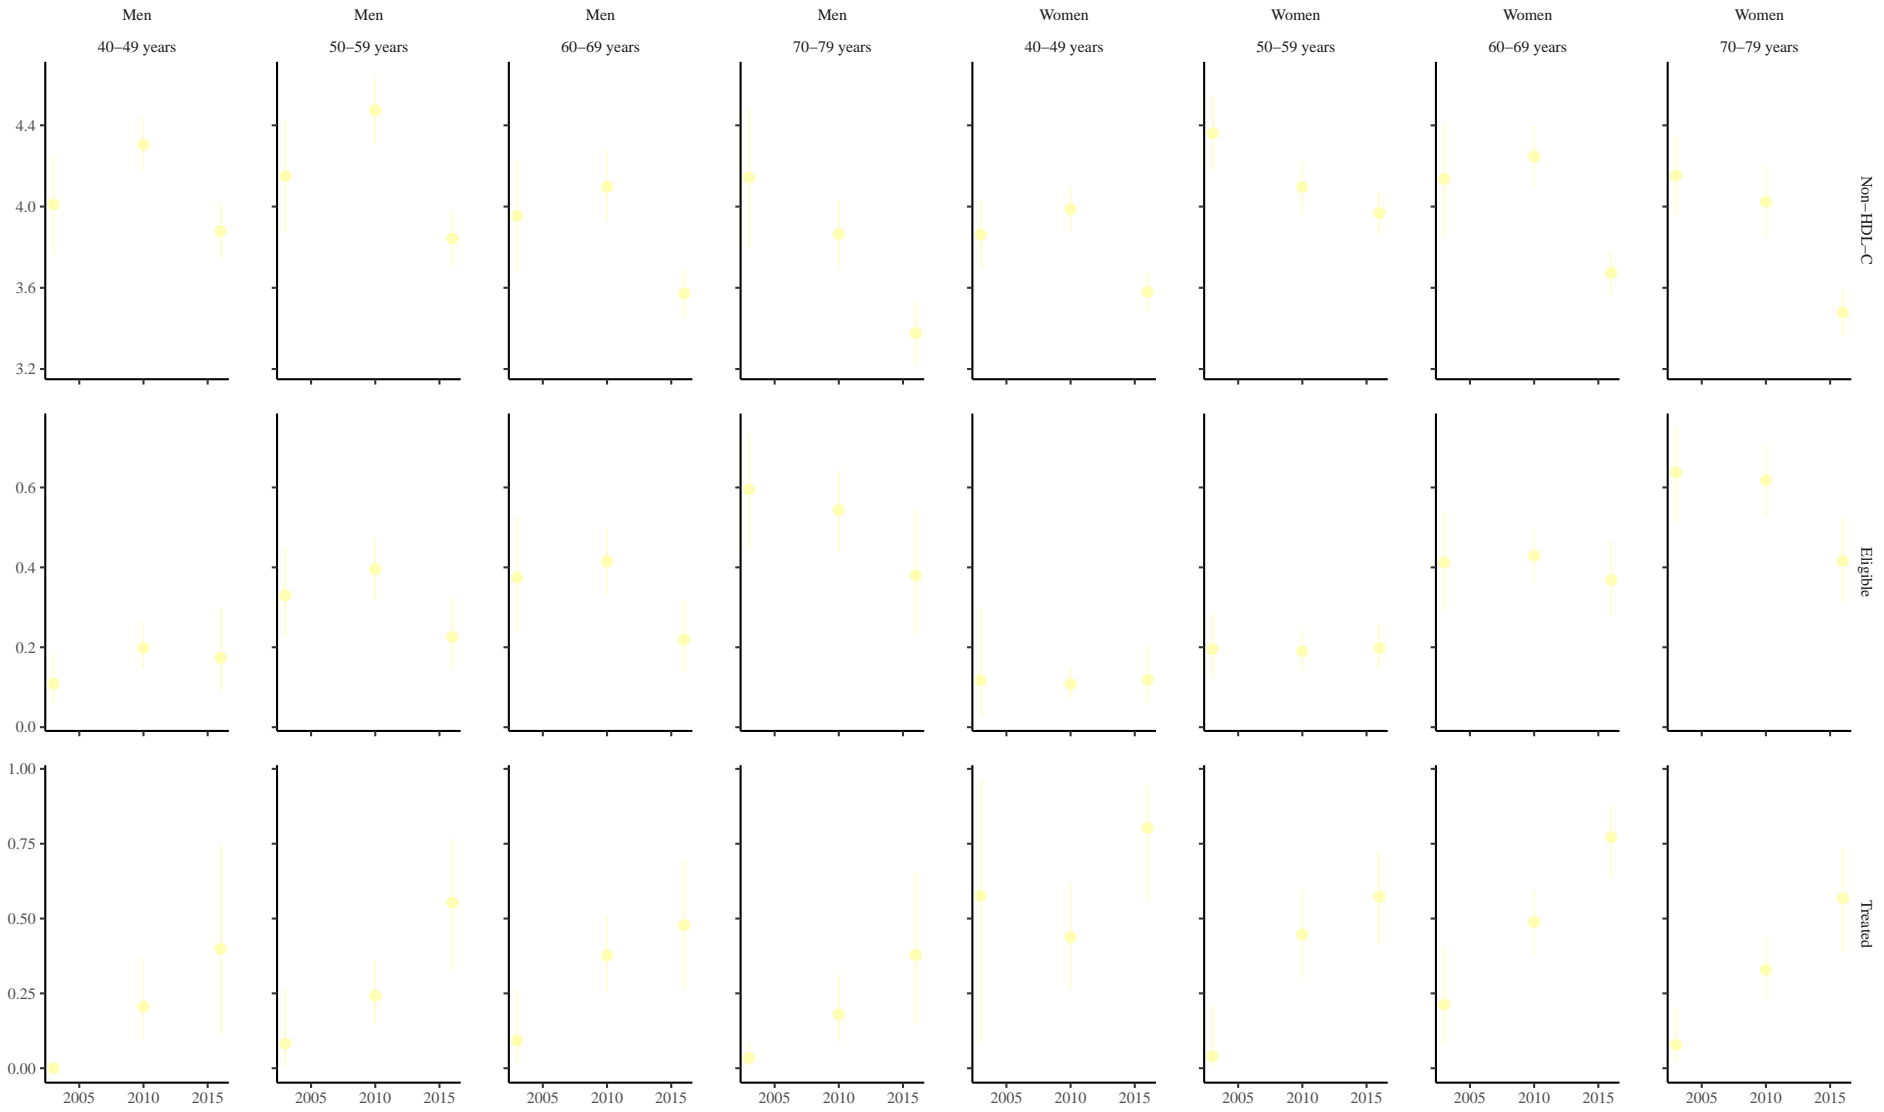 Men Men Men Men Women Women Women Women
40–49 years 50–59 years 60–69 years 70–79 years 40–49 years 50–59 years 60–69 years 70–79 years
4.4
4.0
3.6
3.2
Non−HDL−C
0.6
0.4
0.2
0.0
Eligible
1.00
0.75
0.50
0.25
0.00
Treated
2005 2010 2015 2005 2010 2015 2005 2010 2015 2005 2010 2015 2005 2010 2015 2005 2010 2015 2005 2010 2015 2005 2010 2015